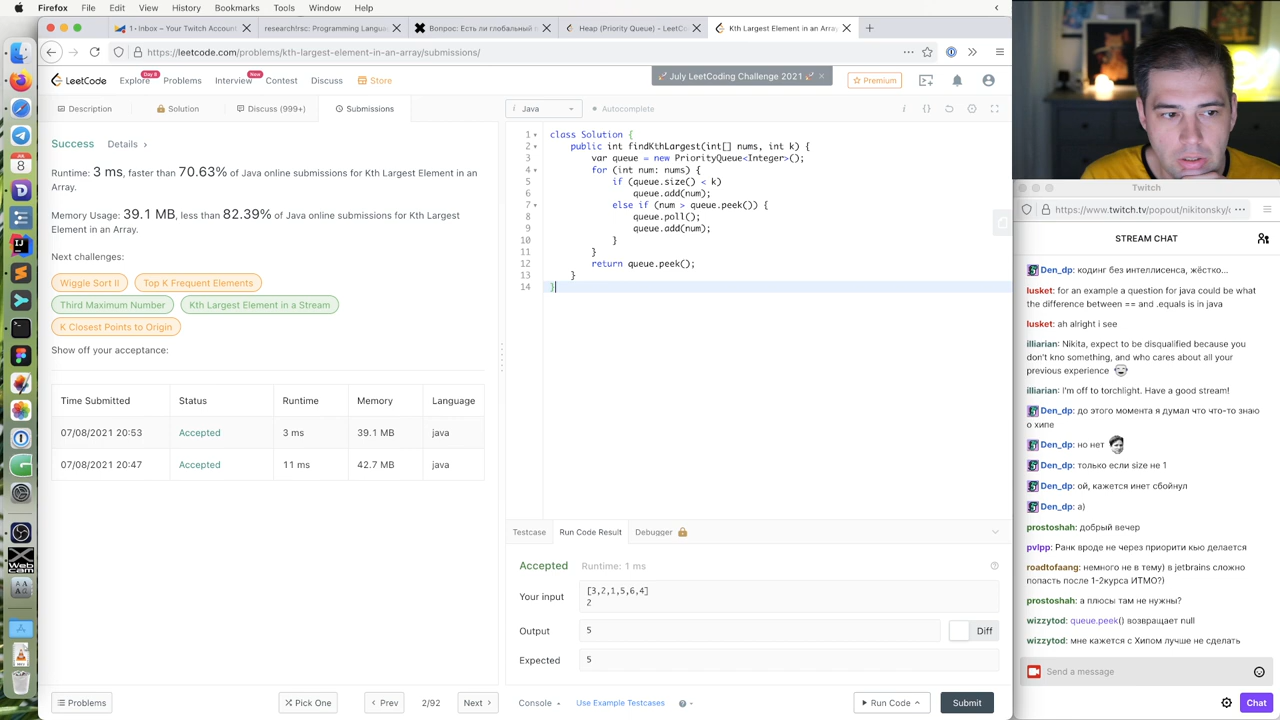 Firefox File Edit View History Bookmarks Tools Window Help
(1·) Inbox – Your Twitch Account
researchrlsrc: Programming Langua
Вопрос: Есть ли глобальный
Heap (Priority Queue) - LeetCo
Kth Largest Element in an Arra
https://leetcode.com/problems/kth-largest-element-in-an-array/submissions/
LeetCode Explore Problems Interview Contest Discuss Store
Day 8
New
July LeetCoding Challenge 2021
Premium
Description Solution Discuss (999+) Submissions
Java Autocomplete
Success Details
Runtime: 3 ms, faster than 70.63% of Java online submissions for Kth Largest Element in an
Array.
Memory Usage: 39.1 MB, less than 82.39% of Java online submissions for Kth Largest
Element in an Array.
Next challenges:
Wiggle Sort II Top K Frequent Elements
Third Maximum Number Kth Largest Element in a Stream
K Closest Points to Origin
Show off your acceptance:
Time Submitted Status Runtime Memory Language
07/08/2021 20:53 Accepted 3 ms 39.1 MB java
07/08/2021 20:47 Accepted 11 ms 42.7 MB java
1 class Solution {
2 public int findKthLargest(int[] nums, int k) {
3 var queue = new PriorityQueue<Integer>();
4 for (int num: nums) {
5 if (queue.size() < k)
6 queue.add(num);
7 else if (num > queue.peek()) {
8 queue.poll();
9 queue.add(num);
10 }
11 }
12 return queue.peek();
13 }
14 }
Testcase Run Code Result Debugger
Accepted Runtime: 1 ms
Your input
[3,2,1,5,6,4]
2
Output 5 Diff
Expected 5
Problems Pick One Prev 2/92 Next Console Use Example Testcases Run Code Submit
JUL
8
Web
cam
Twitch
https://www.twitch.tv/popout/nikitonsky/
STREAM CHAT
Den_dp: кодинг без интеллисенса, жёстко...
lusket: for an example a question for java could be what
the difference between == and .equals is in java
lusket: ah alright i see
illiarian: Nikita, expect to be disqualified because you
don't kno something, and who cares about all your
previous experience
illiarian: I'm off to torchlight. Have a good stream!
Den_dp: до этого момента я думал что что-то знаю
о хипе
Den_dp: но нет
Den_dp: только если size не 1
Den_dp: ой, кажется инет сбойнул
Den_dp: а)
prostoshah: добрый вечер
pvlpp: Ранк вроде не через приорити кью делается
roadtofaang: немного не в тему) в jetbrains сложно
попасть после 1-2курса ИТМО?)
prostoshah: а плюсы там не нужны?
wizzytod: queue.peek() возвращает null
wizzytod: мне кажется с Хипом лучше не сделать
Send a message
Chat